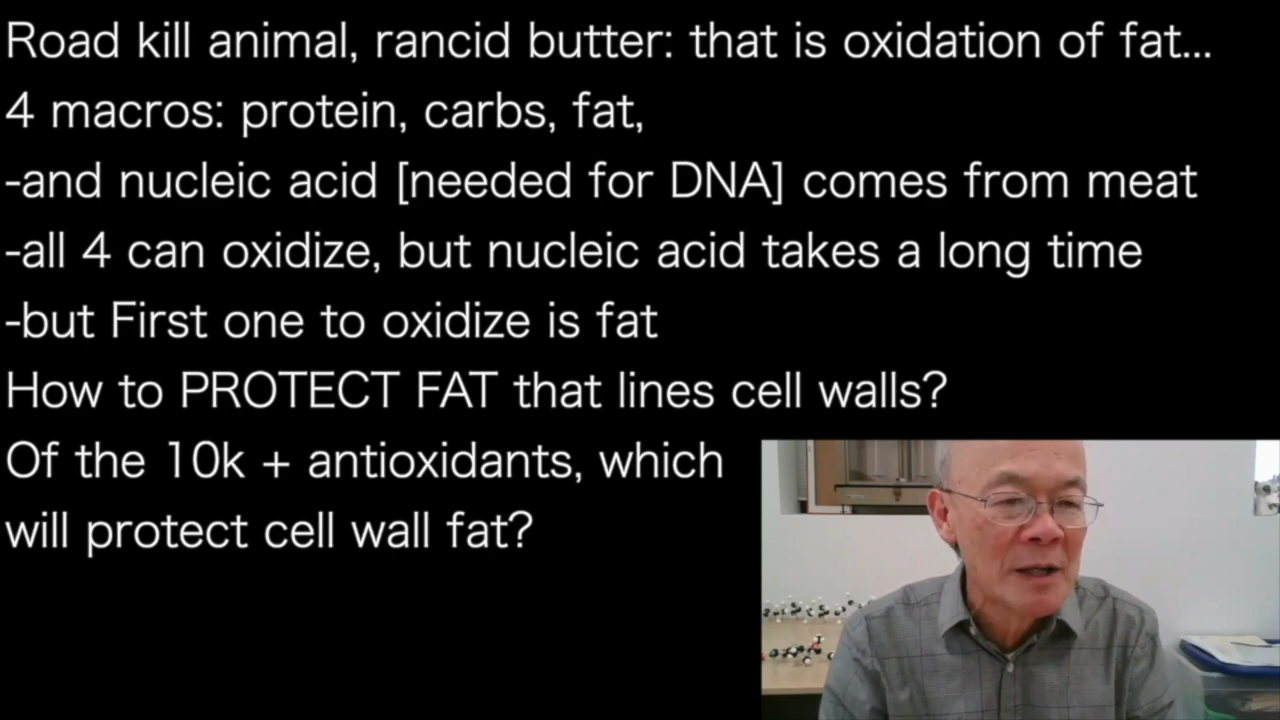 Road kill animal, rancid butter: that is oxidation of fat...
4 macros: protein, carbs, fat,
-and nucleic acid [needed for DNA] comes from meat
-all 4 can oxidize, but nucleic acid takes a long time
-but First one to oxidize is fat
How to PROTECT FAT that lines cell walls?
Of the 10k + antioxidants, which
will protect cell wall fat?